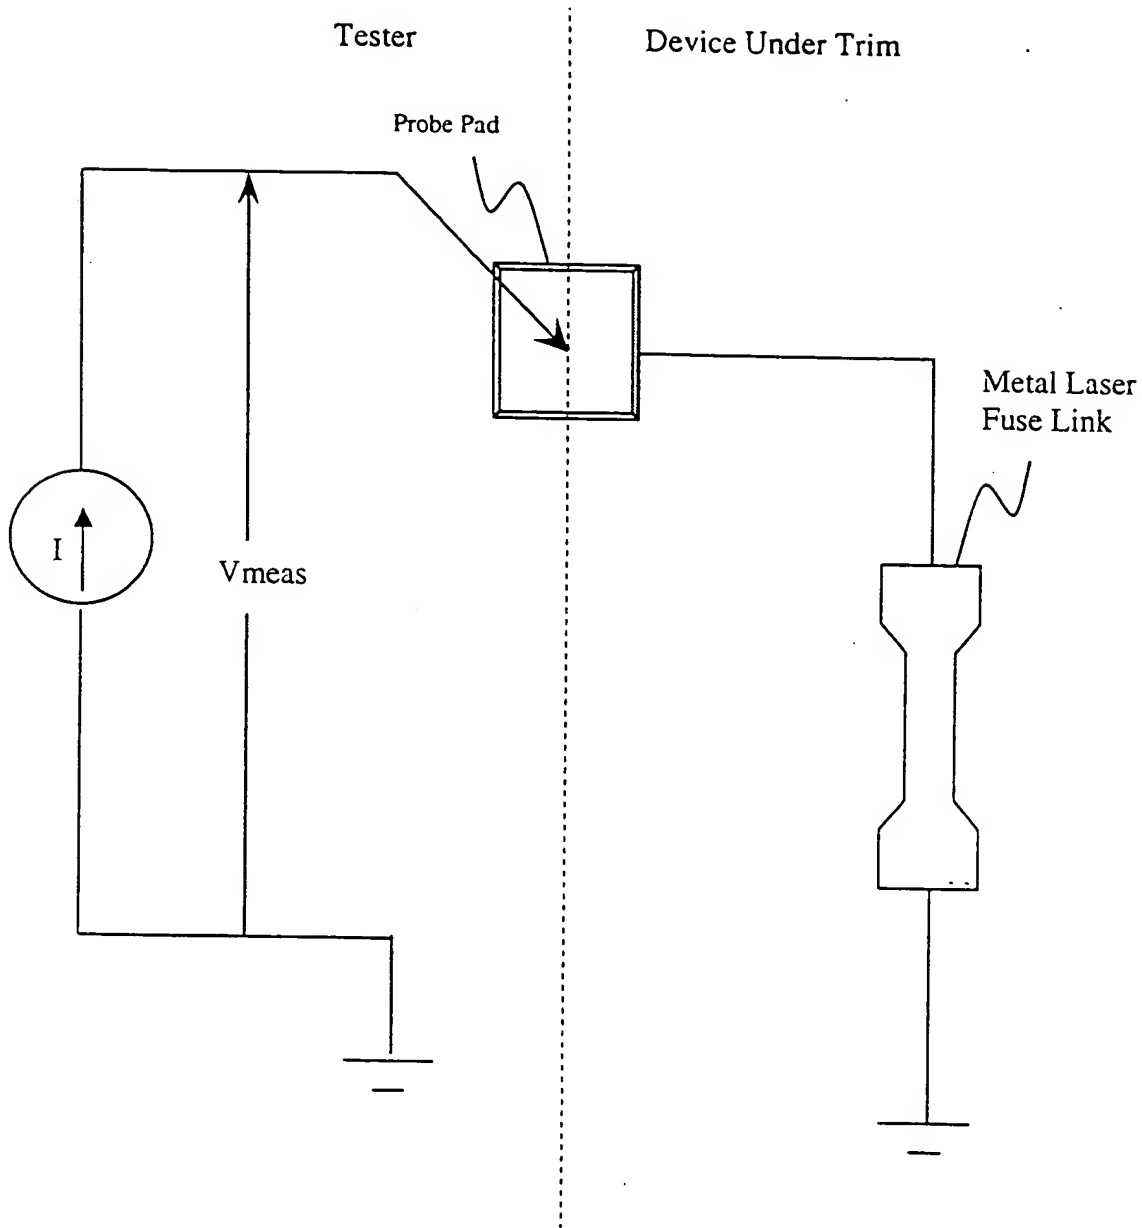 Tester
Device Under Trim
Probe Pad
Metal Laser
Fuse Link
I
Vmeas